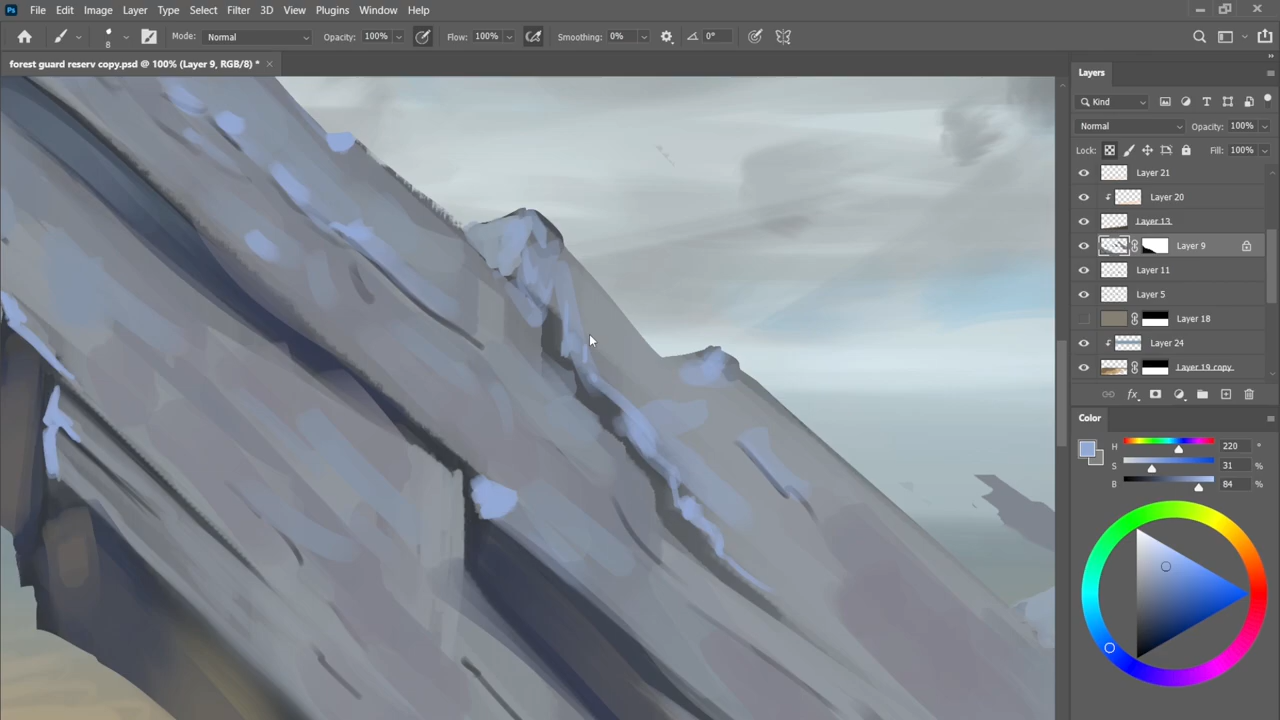 Ps File Edit Image Layer Type Select Filter 3D View Plugins Window Help
8 Mode: Normal Opacity: 100% Flow: 100% Smoothing: 0% 0°
forest guard reserv copy.psd @ 100% (Layer 9, RGB/8) *
Layers
Kind
Normal Opacity: 100%
Lock: Fill: 100%
Layer 21
Layer 20
Layer 13
Layer 9
Layer 11
Layer 5
Layer 18
Layer 24
Layer 19 copy
Color
H 220 °
S 31 %
B 84 %